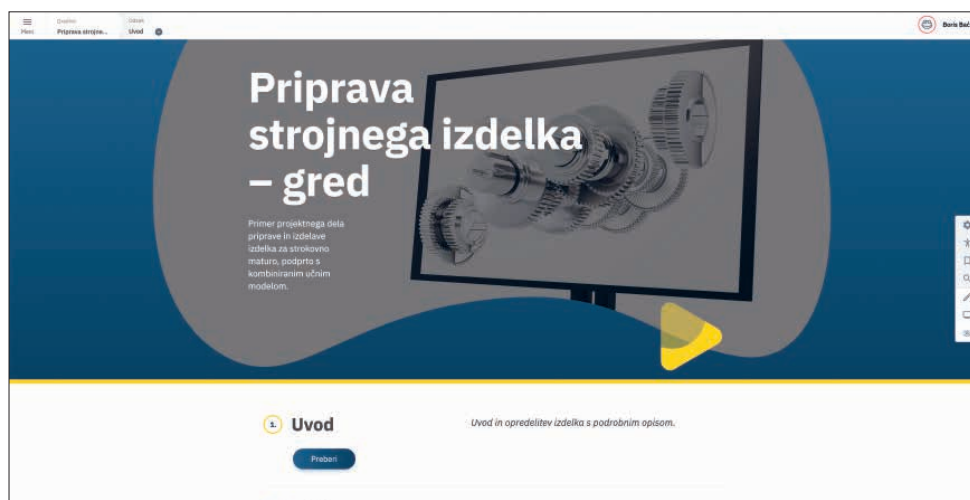 Meni
Priprava strojne...
Uvod
Priprava
strojnega izdelka
– gred
Primer projektnega dela
priprave in izdelave
izdelka za strokovno
maturo, podprto s
kombiniranim učnim
modelom.
1. Uvod
Uvod in opredelitev izdelka s podrobnim opisom.
Preberi